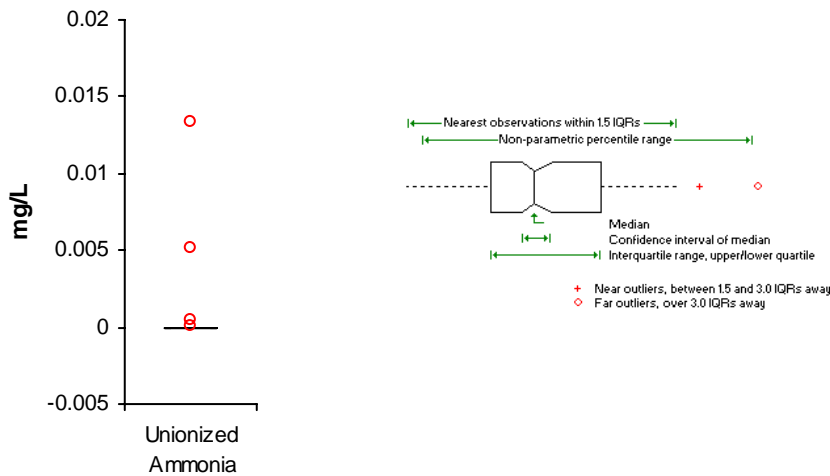 0.02
0.015
0.01
0.005
0
-0.005
mg/L
Unionized
Ammonia
Nearest observations within 1.5 IQRs
Non-parametric percentile range
Median
Confidence interval of median
Interquartile range, upper/lower quartile
+ Near outliers, between 1.5 and 3.0 IQRs away
Far outliers, over 3.0 IQRs away